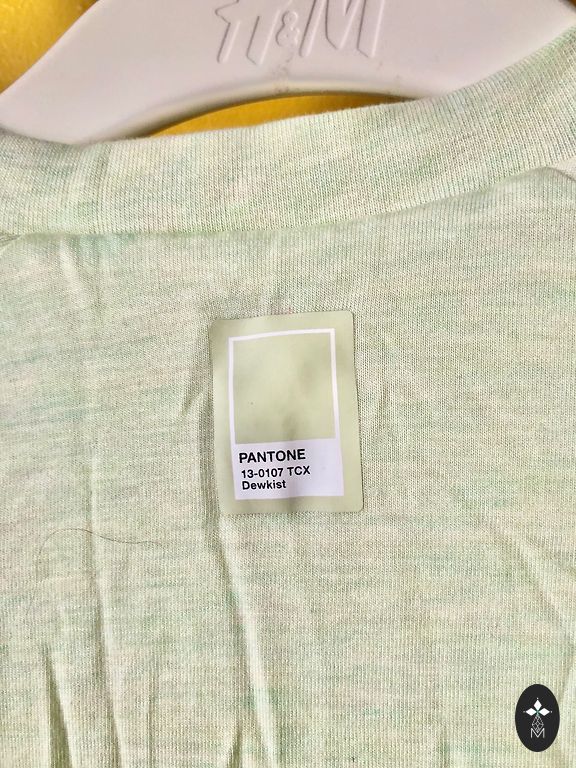 H&M
PANTONE
13-0107 TCX
Dewkist
M